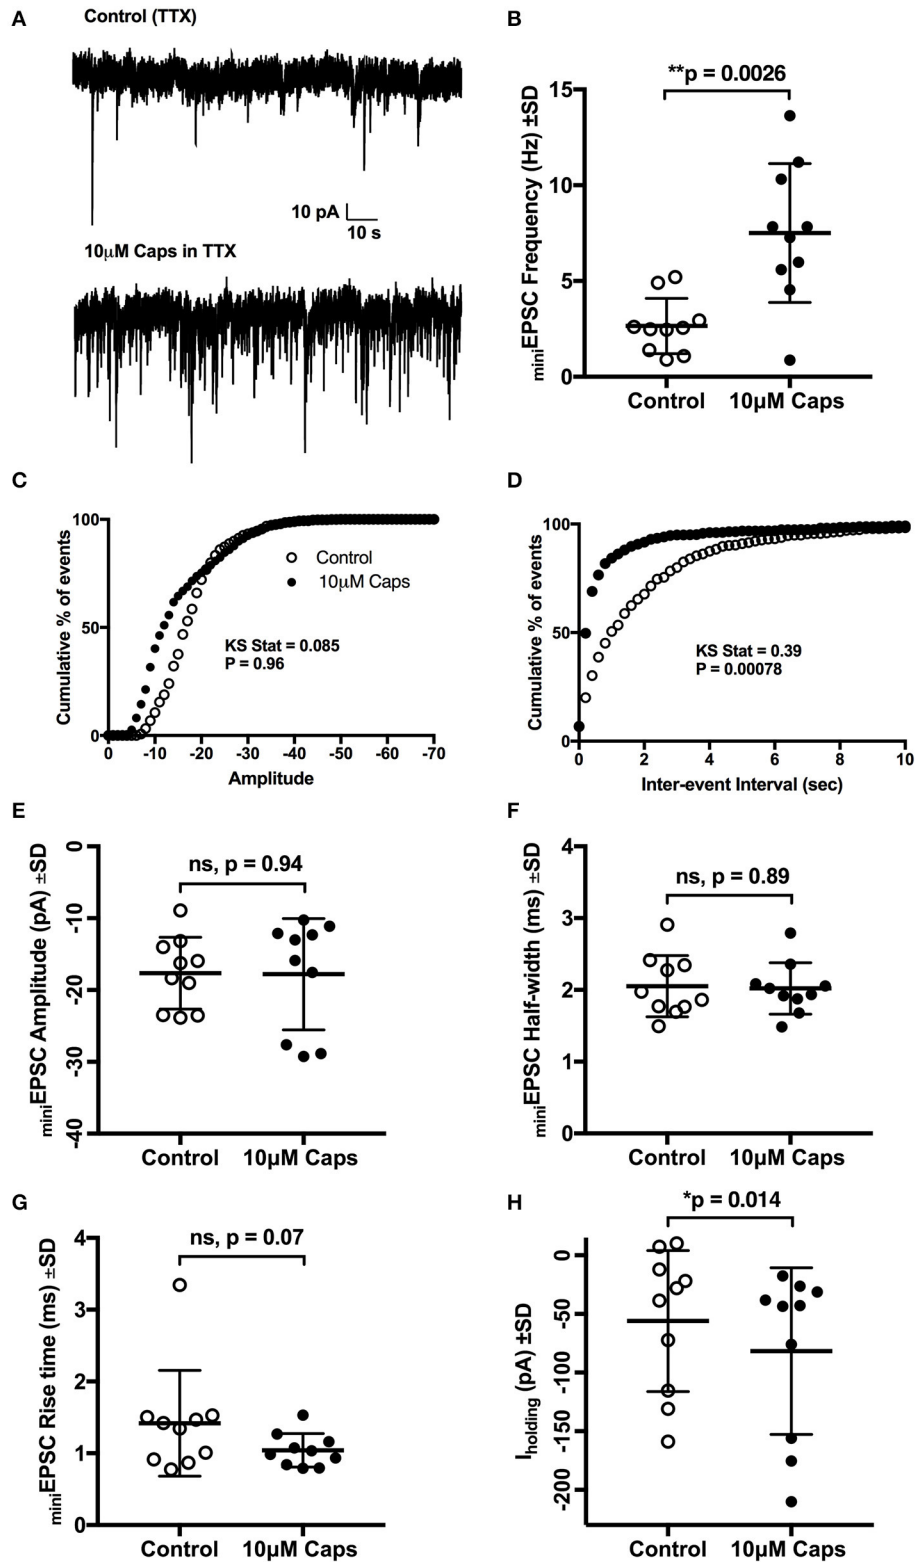 A
Control (TTX)
10 pA
10 s
10μM Caps in TTX
B
**p = 0.0026
miniEPSC Frequency (Hz) ±SD
15
10
5
0
Control
10μM Caps
C
Cumulative % of events
100
50
0
Control
10μM Caps
KS Stat = 0.085
P = 0.96
0 -10 -20 -30 -40 -50 -60 -70
Amplitude
D
Cumulative % of events
100
50
0
KS Stat = 0.39
P = 0.00078
0 2 4 6 8 10
Inter-event Interval (sec)
E
miniEPSC Amplitude (pA) ±SD
0
-10
-20
-30
-40
ns, p = 0.94
Control
10μM Caps
F
miniEPSC Half-width (ms) ±SD
4
3
2
1
0
ns, p = 0.89
Control
10μM Caps
G
miniEPSC Rise time (ms) ±SD
4
3
2
1
0
ns, p = 0.07
Control
10μM Caps
H
*p = 0.014
Iholding (pA) ±SD
0
-50
-100
-150
-200
Control
10μM Caps